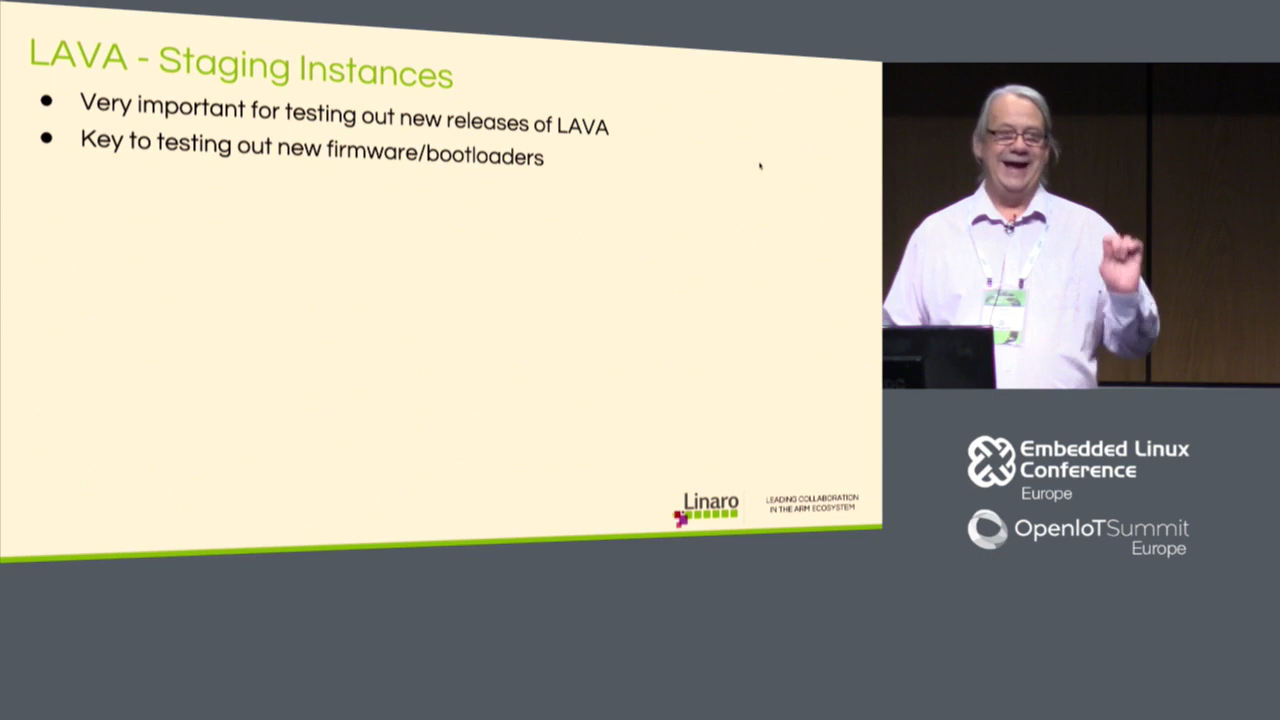 LAVA - Staging Instances
● Very important for testing out new releases of LAVA
● Key to testing out new firmware/bootloaders
Linaro
LEADING COLLABORATION
IN THE ARM ECOSYSTEM
Embedded Linux
Conference
Europe
OpenIoTSummit
Europe